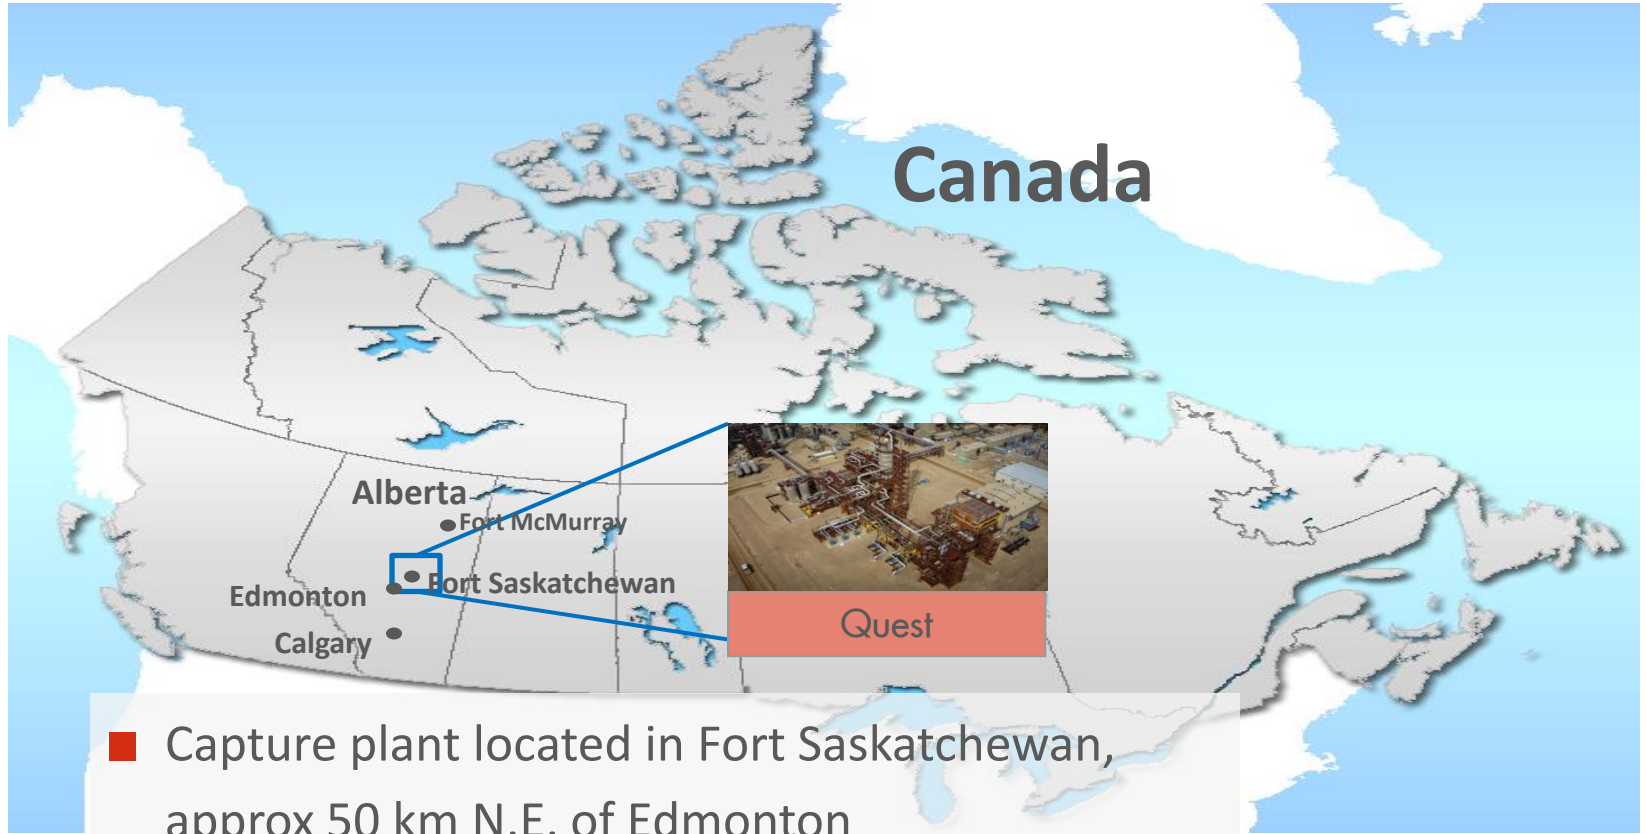 Canada
Alberta
Fort McMurray
Fort Saskatchewan
Edmonton
Calgary
Quest
■ Capture plant located in Fort Saskatchewan,
approx 50 km N.E. of Edmonton